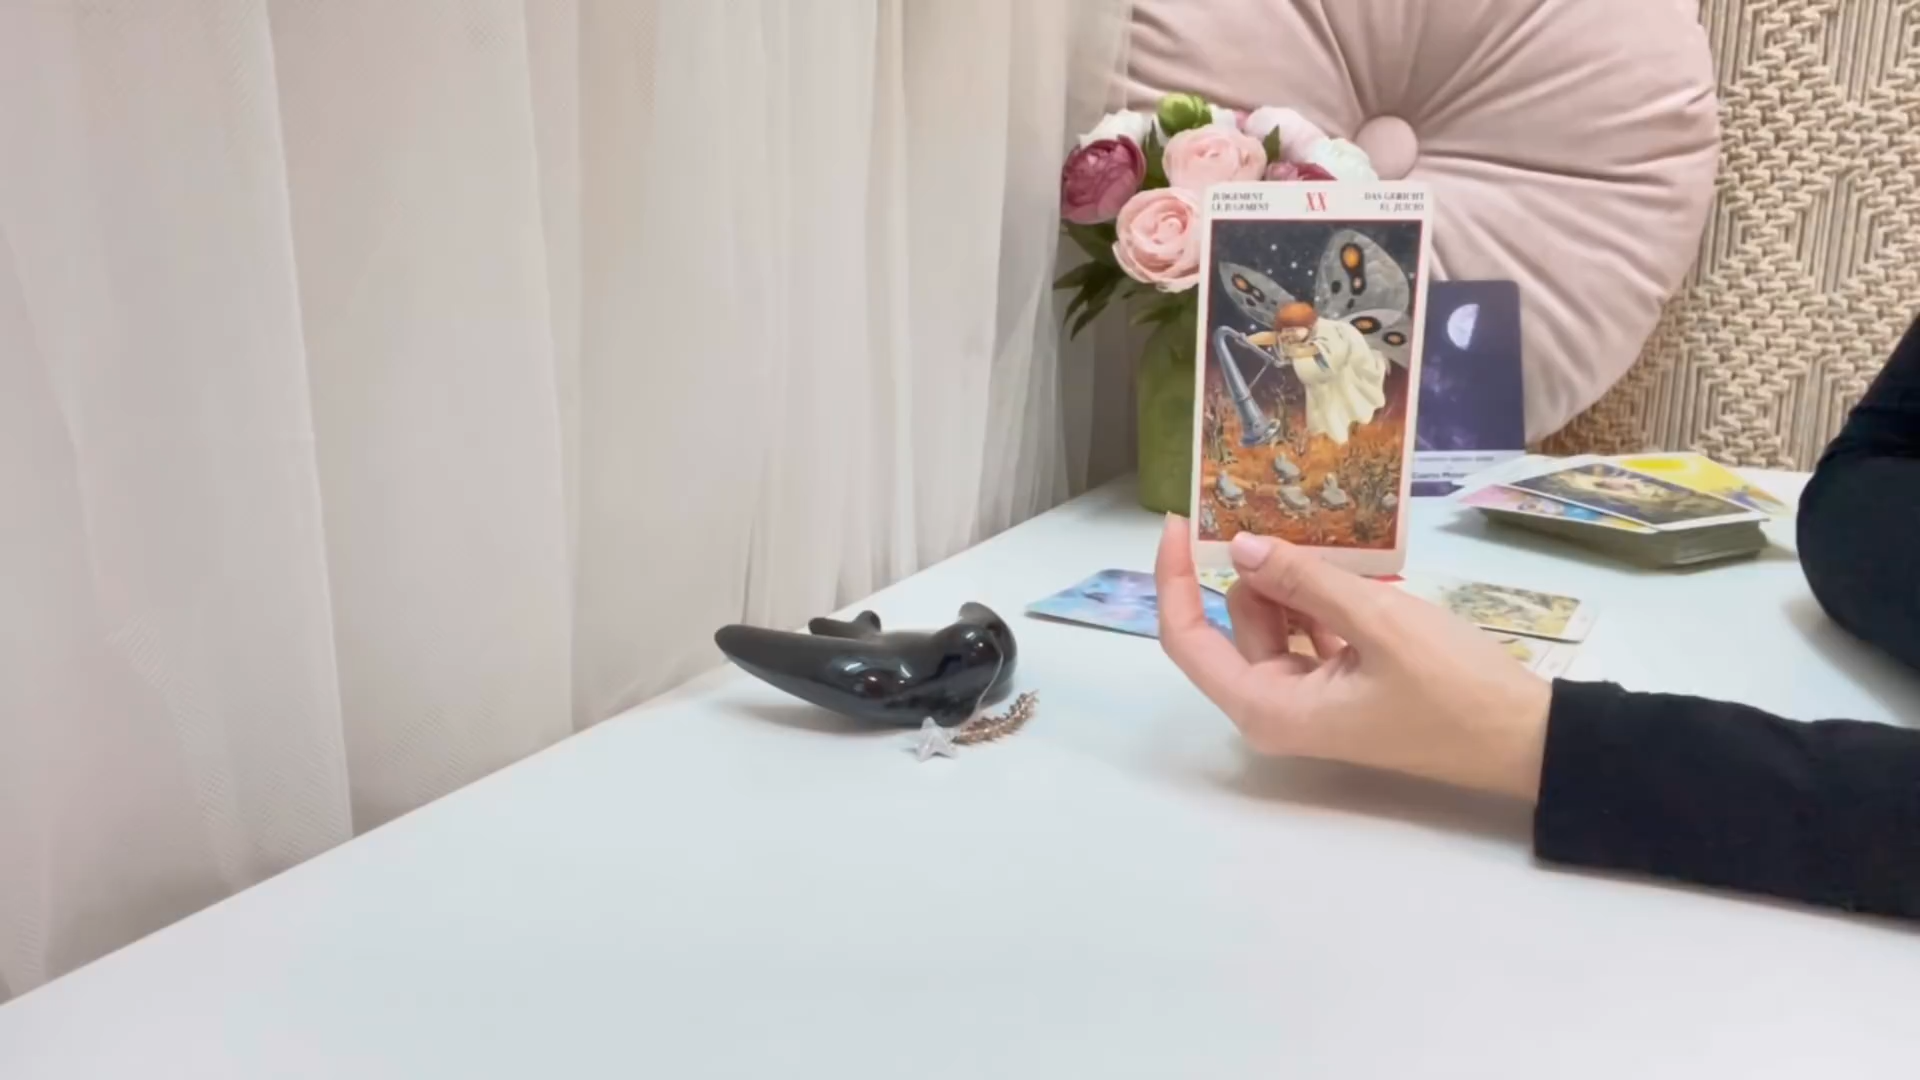 JUDGEMENT
LE JUGEMENT
XX
DAS GERICHT
EL JUICIO